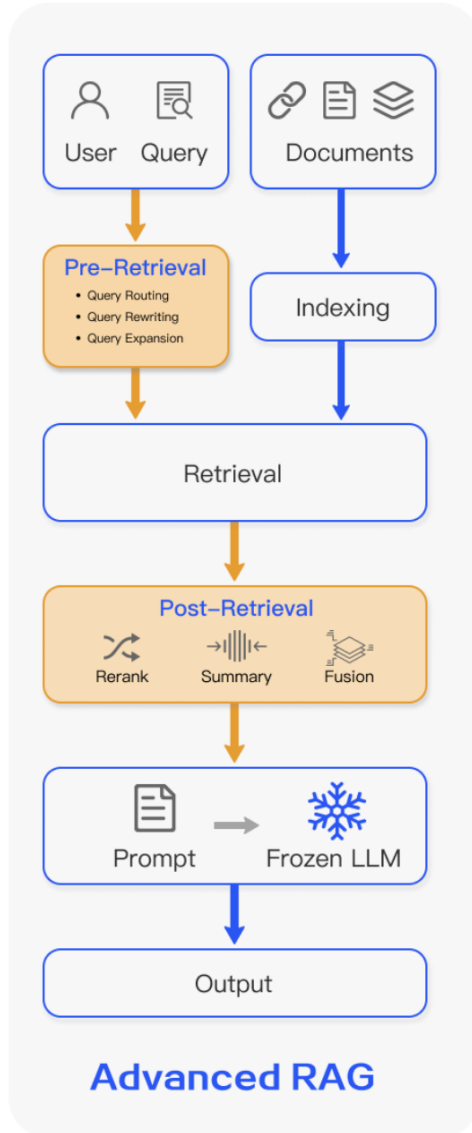 User Query
Documents
Pre-Retrieval
• Query Routing
• Query Rewriting
• Query Expansion
Indexing
Retrieval
Post-Retrieval
Rerank Summary Fusion
Prompt Frozen LLM
Output
Advanced RAG